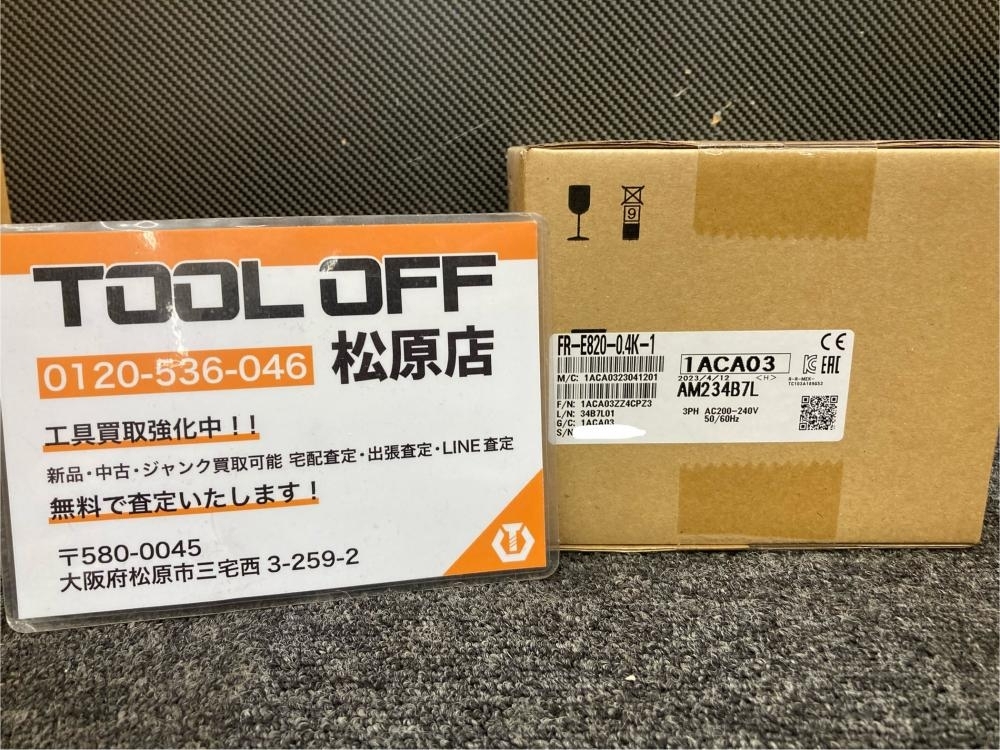 TOOL OFF
0120-536-046 松原店
工具買取強化中!!
新品・中古・ジャンク買取可能 宅配査定・出張査定・LINE査定
無料で査定いたします!
〒580-0045
大阪府松原市三宅西 3-259-2
9
FR-E820-0.4K-1
M/C: 1ACA0323041201
F/N: 1ACA03ZZ4CPZ3
L/N: 34B7L01
G/C: 1ACA03
S/N
1ACA03
2023/4/12 <H>
AM234B7L
3PH AC200-240V
50/60Hz
CE
EAC
R-R-MEK-
TC103A189G53